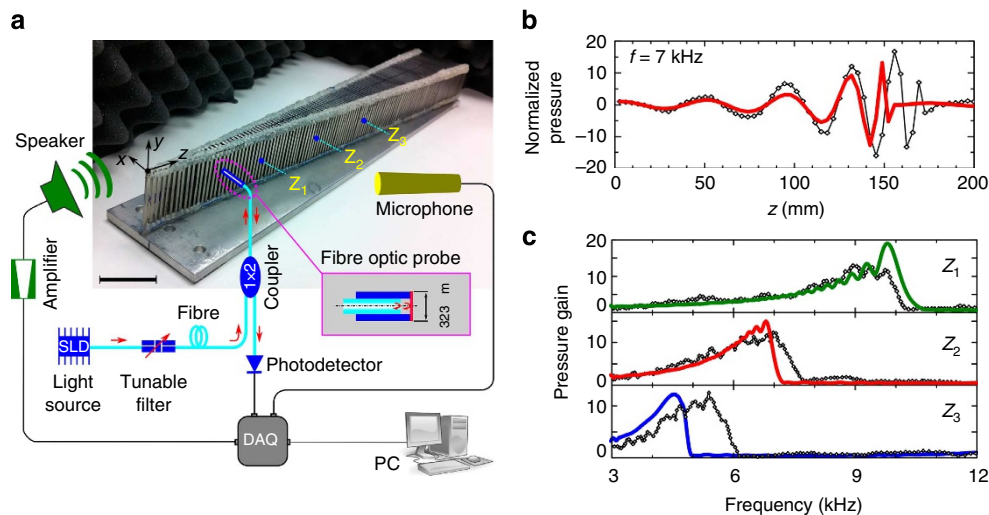 a
Speaker
y
x
z
Z1
Z2
Z3
Microphone
Amplifier
1×2
Coupler
Fibre optic probe
323 m
Fibre
SLD
Light
source
Tunable
filter
Photodetector
DAQ
PC
b
Normalized
pressure
f = 7 kHz
20
10
0
−10
−20
0
50
100
150
200
z (mm)
c
Pressure gain
20
10
0
Z1
10
0
Z2
10
0
Z3
3
6
9
12
Frequency (kHz)